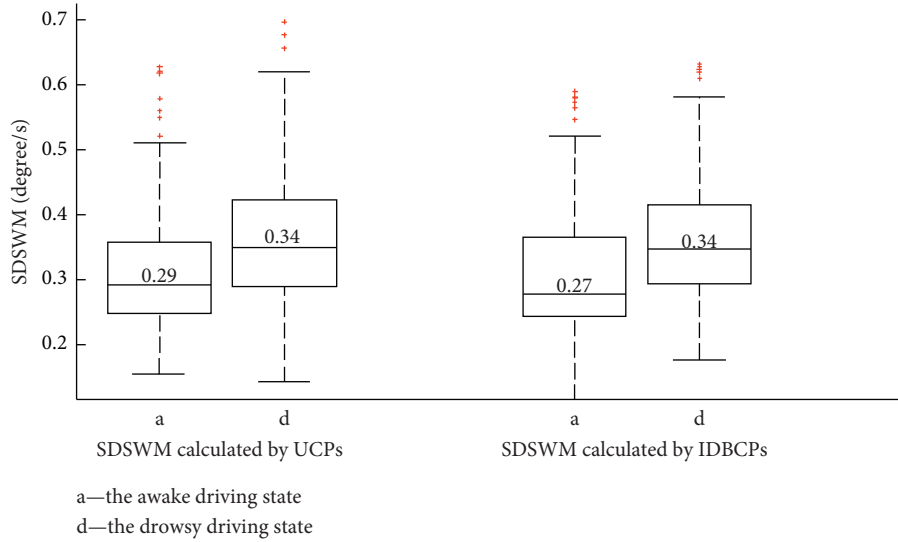 0.7
0.6
0.5
0.4
0.3
0.2
SDSWM (degree/s)
0.29
0.34
0.27
0.34
a
d
a
d
SDSWM calculated by UCPs
SDSWM calculated by IDBCPs
a—the awake driving state
d—the drowsy driving state